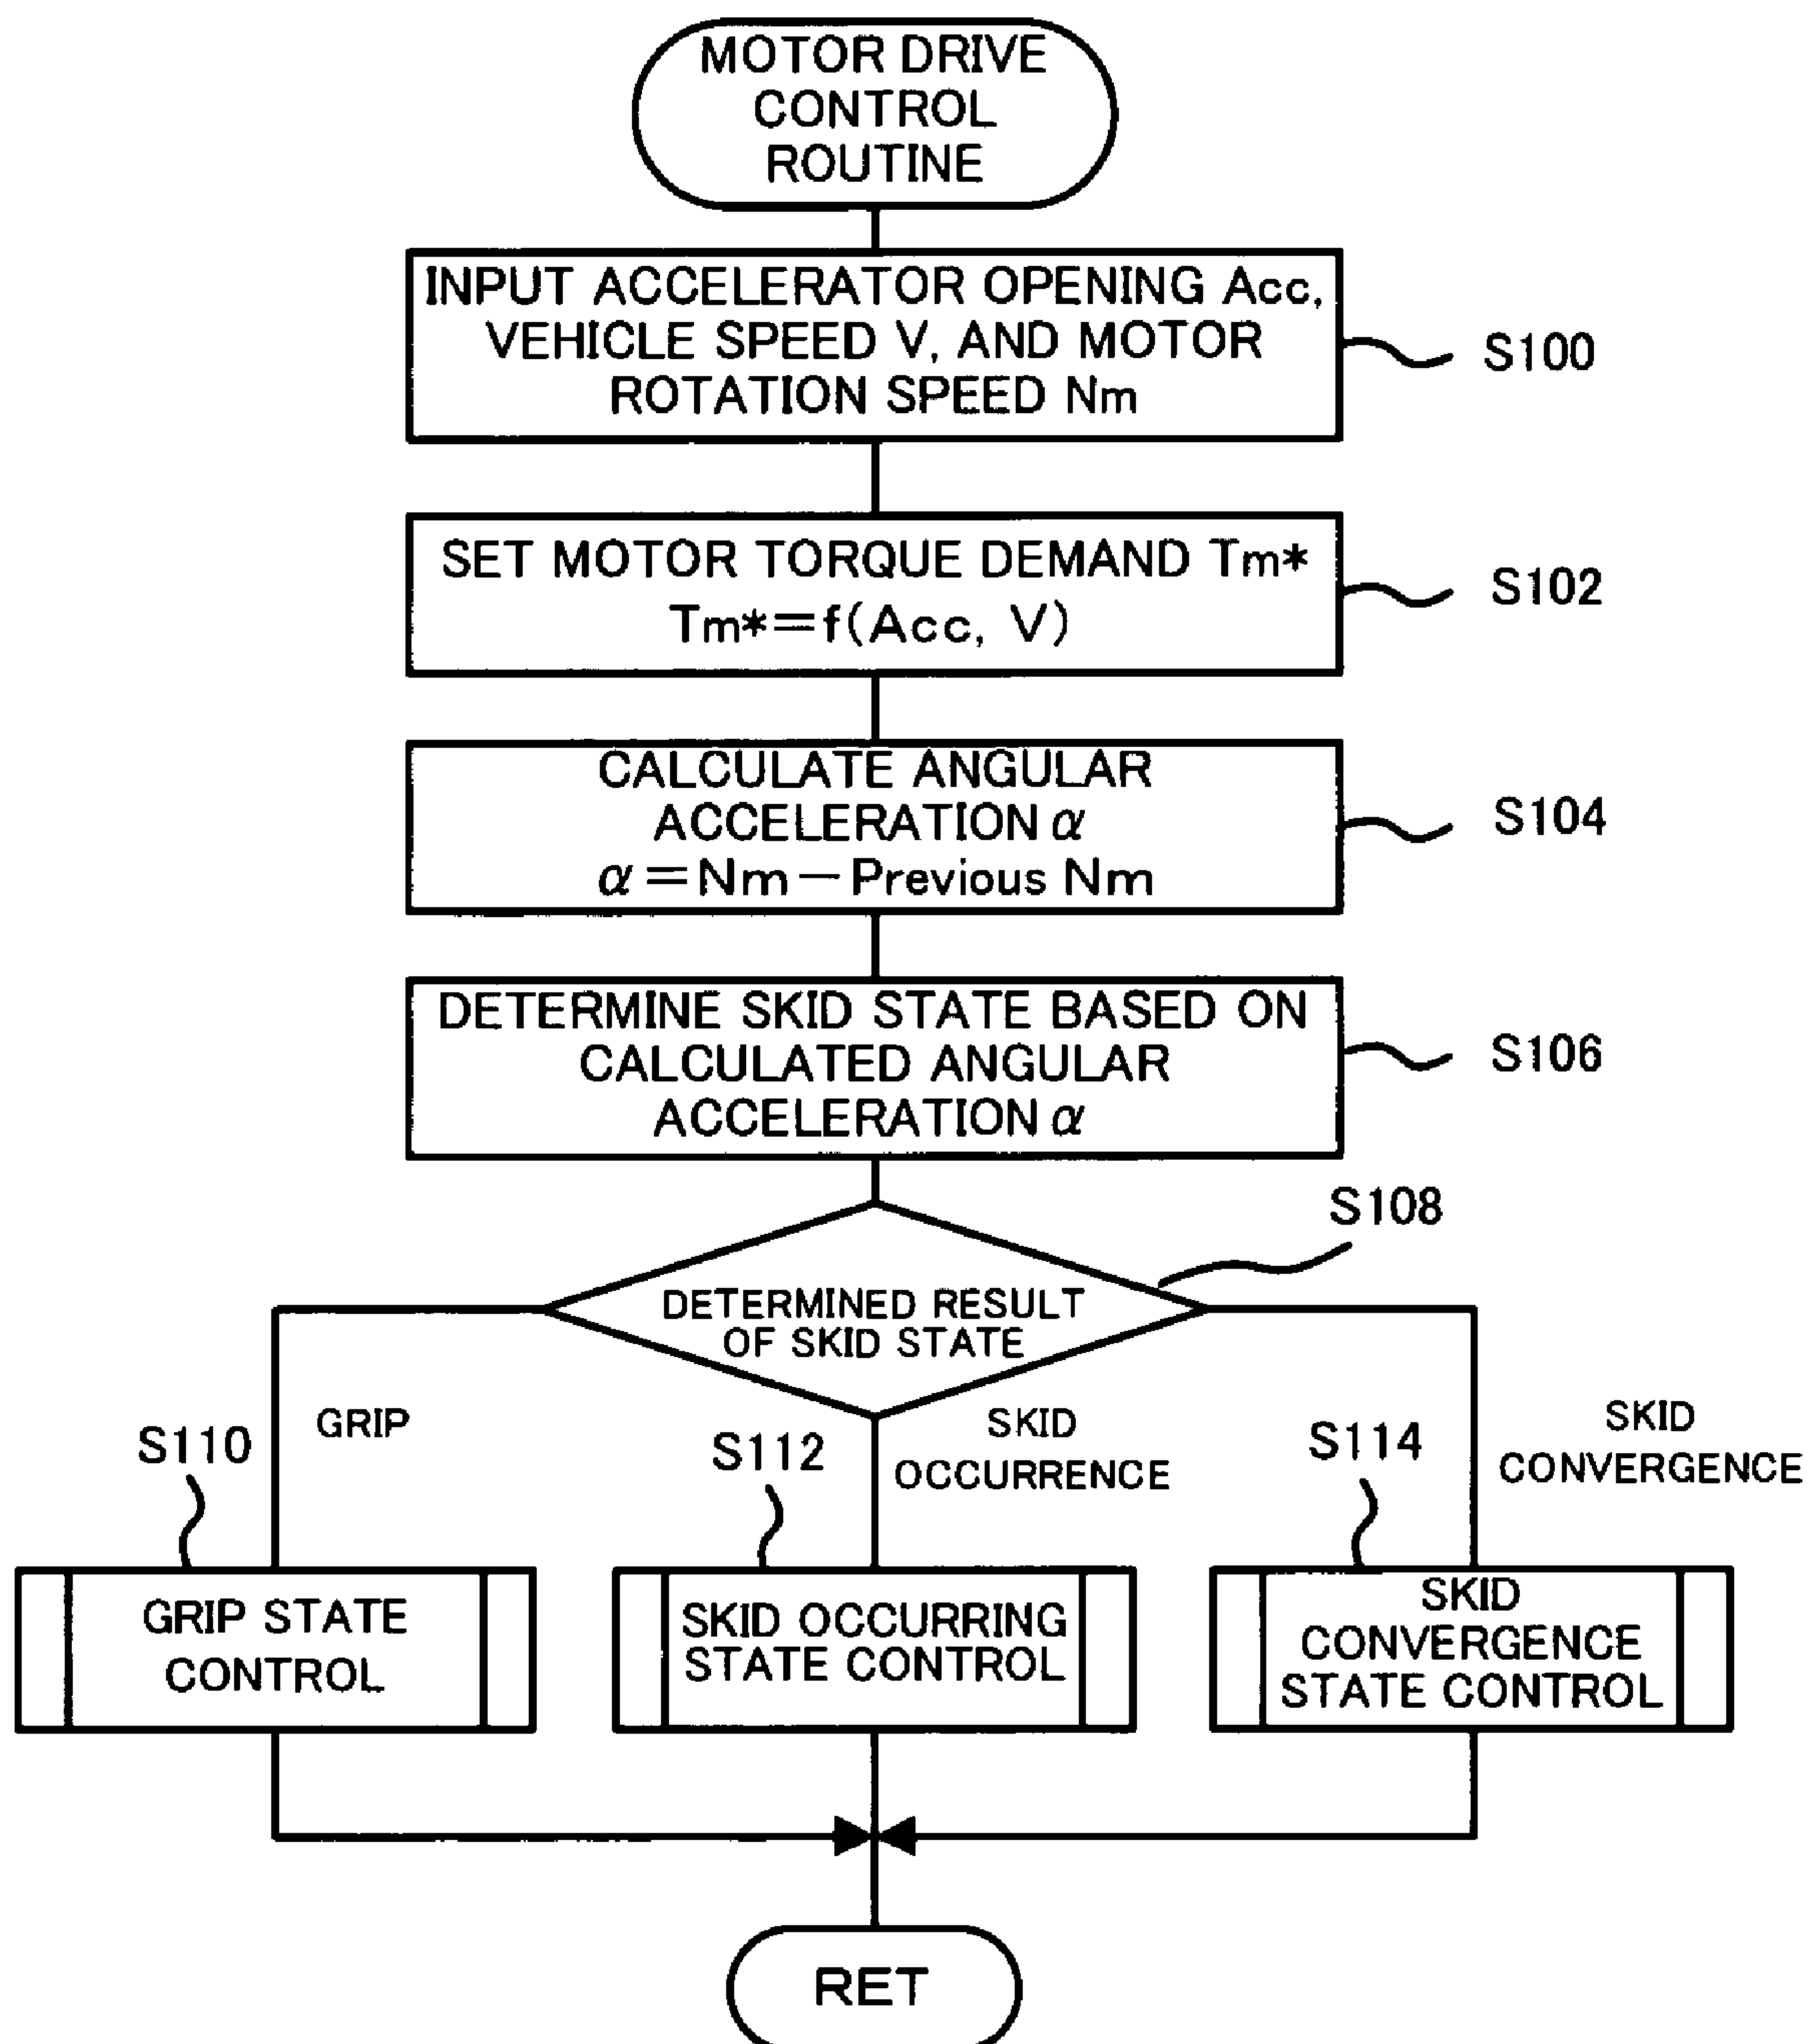 MOTOR DRIVE
CONTROL
ROUTINE
INPUT ACCELERATOR OPENING Acc,
VEHICLE SPEED V, AND MOTOR
ROTATION SPEED Nm
S100
SET MOTOR TORQUE DEMAND Tm*
Tm*=f(Acc, V)
S102
CALCULATE ANGULAR
ACCELERATION α
α=Nm－Previous Nm
S104
DETERMINE SKID STATE BASED ON
CALCULATED ANGULAR
ACCELERATION α
S106
S108
DETERMINED RESULT
OF SKID STATE
GRIP
S110
SKID
OCCURRENCE
S112
SKID
CONVERGENCE
S114
GRIP STATE
CONTROL
SKID OCCURRING
STATE CONTROL
SKID
CONVERGENCE
STATE CONTROL
RET